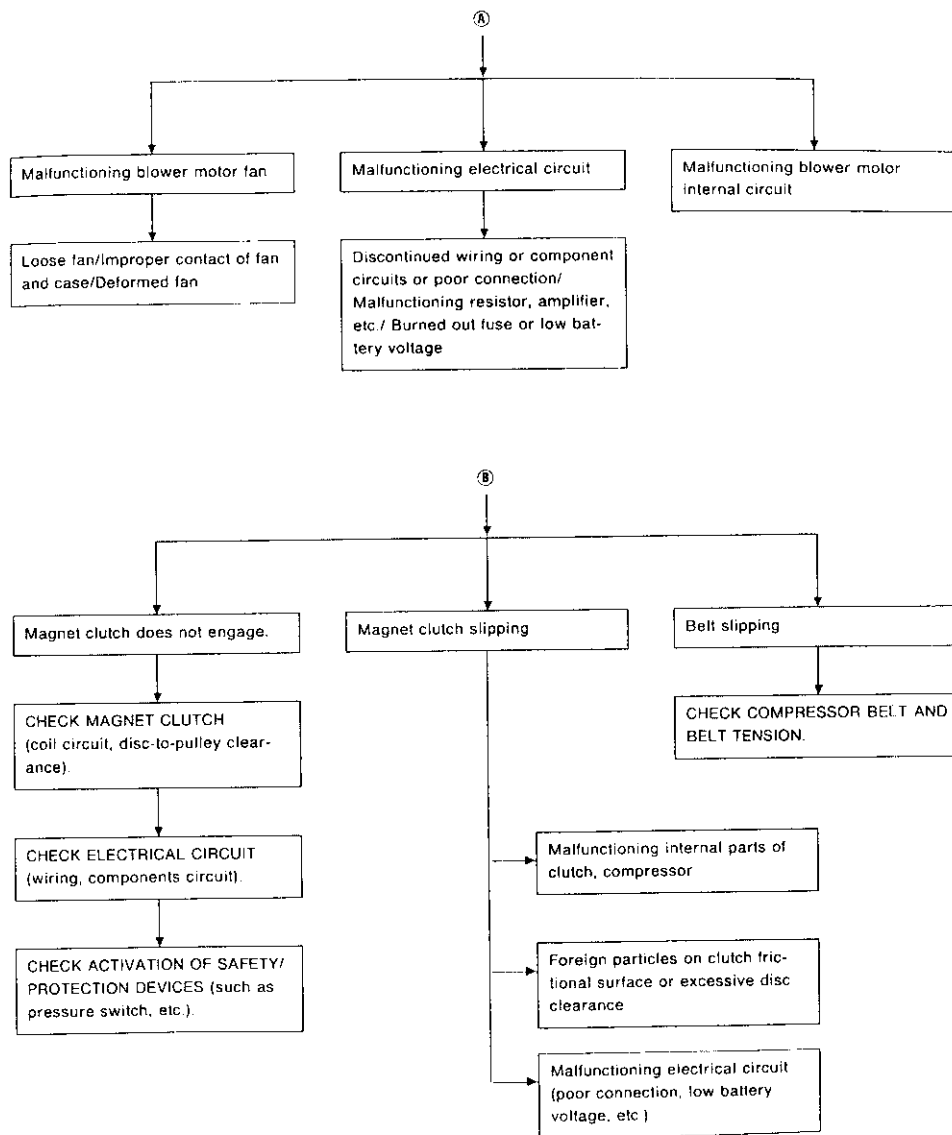 A
Malfunctioning blower motor fan
Malfunctioning electrical circuit
Malfunctioning blower motor
internal circuit
Loose fan/Improper contact of fan
and case/Deformed fan
Discontinued wiring or component
circuits or poor connection/
Malfunctioning resistor, amplifier,
etc./ Burned out fuse or low bat-
tery voltage
B
Magnet clutch does not engage.
Magnet clutch slipping
Belt slipping
CHECK MAGNET CLUTCH
(coil circuit, disc-to-pulley clear-
ance).
CHECK COMPRESSOR BELT AND
BELT TENSION.
CHECK ELECTRICAL CIRCUIT
(wiring, components circuit).
CHECK ACTIVATION OF SAFETY/
PROTECTION DEVICES (such as
pressure switch, etc.).
Malfunctioning internal parts of
clutch, compressor
Foreign particles on clutch fric-
tional surface or excessive disc
clearance
Malfunctioning electrical circuit
(poor connection, low battery
voltage, etc )